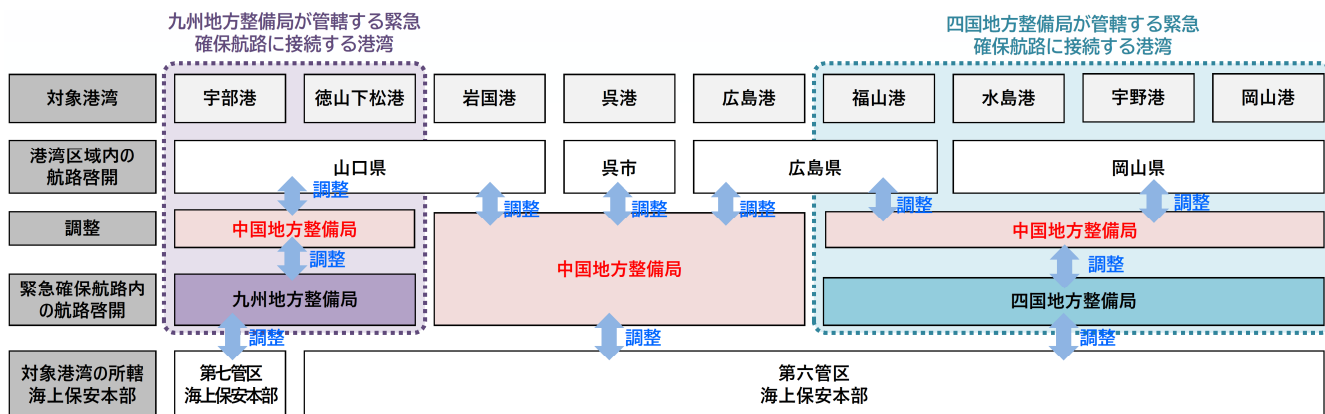 九州地方整備局が管轄する緊急
確保航路に接続する港湾
四国地方整備局が管轄する緊急
確保航路に接続する港湾
対象港湾
宇部港
徳山下松港
岩国港
呉港
広島港
福山港
水島港
宇野港
岡山港
港湾区域内の
航路啓開
山口県
呉市
広島県
岡山県
調整
調整
調整
調整
調整
調整
調整
中国地方整備局
中国地方整備局
中国地方整備局
調整
調整
緊急確保航路内
の航路啓開
九州地方整備局
四国地方整備局
調整
調整
調整
対象港湾の所轄
海上保安本部
第七管区
海上保安本部
第六管区
海上保安本部